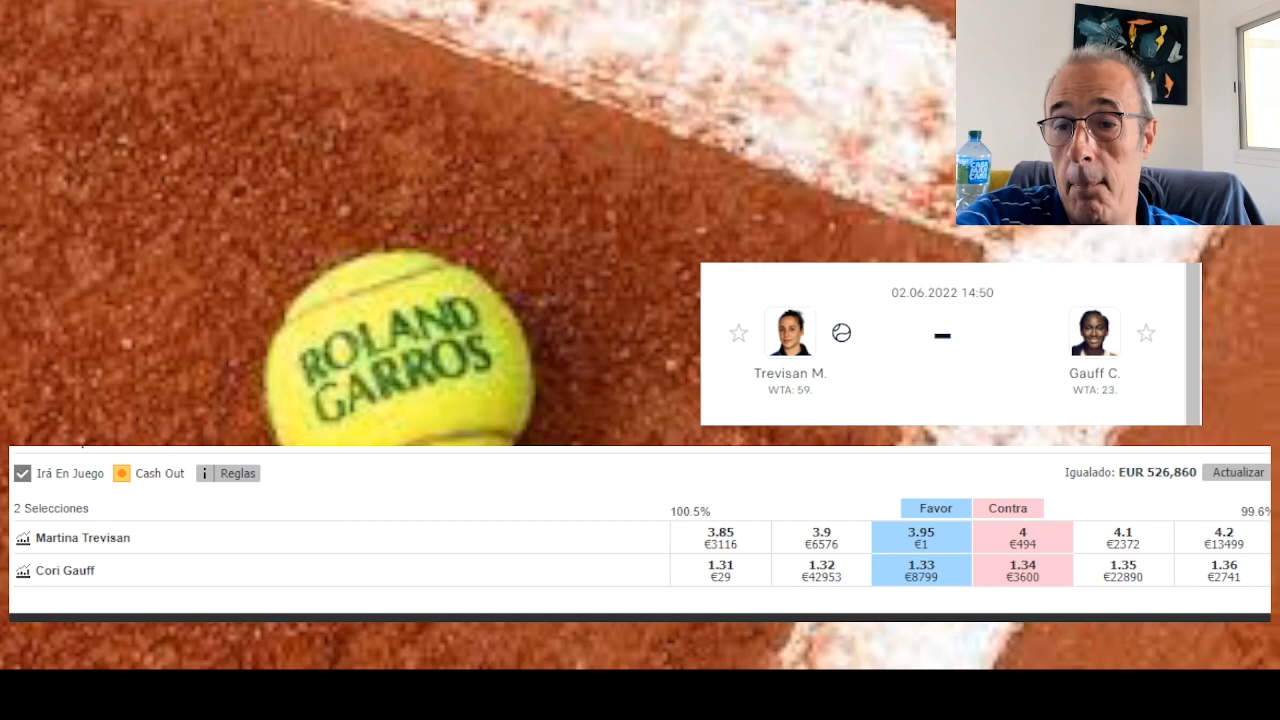 CASA
MAS
CANE
ROLAND
GARROS
02.06.2022 14:50
Trevisan M.
WTA: 59.
-
Gauff C.
WTA: 23.
Irá En Juego Cash Out i Reglas Igualado: EUR 526,860 Actualizar
2 Selecciones 100.5% Favor Contra 99.6%
Martina Trevisan 3.85 3.9 3.95 4 4.1 4.2
€3116 €6576 €1 €494 €2372 €13499
Cori Gauff 1.31 1.32 1.33 1.34 1.35 1.36
€29 €42953 €8799 €3600 €22890 €2741